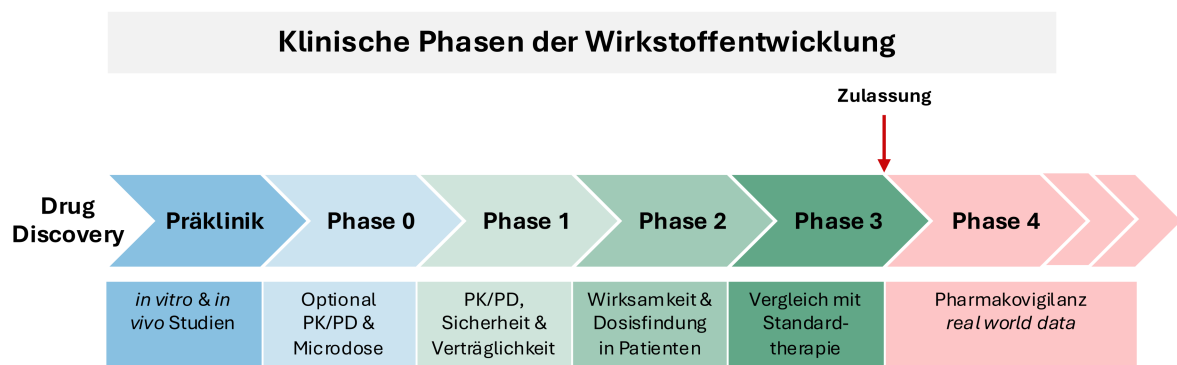 Klinische Phasen der Wirkstoffentwicklung
Zulassung
Drug
Discovery
Präklinik
Phase 0
Phase 1
Phase 2
Phase 3
Phase 4
in vitro & in
vivo Studien
Optional
PK/PD &
Microdose
PK/PD,
Sicherheit &
Verträglichkeit
Wirksamkeit &
Dosisfindung
in Patienten
Vergleich mit
Standard-
therapie
Pharmakovigilanz
real world data